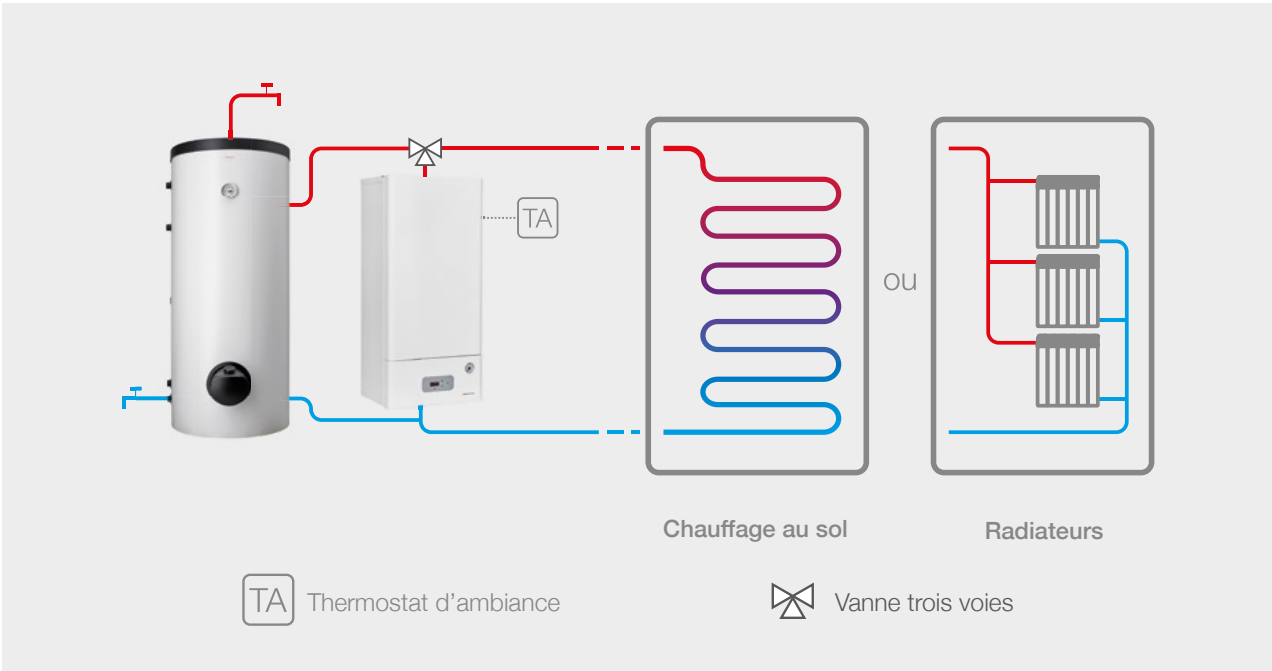 TA
ou
Chauffage au sol
Radiateurs
TA Thermostat d'ambiance
Vanne trois voies